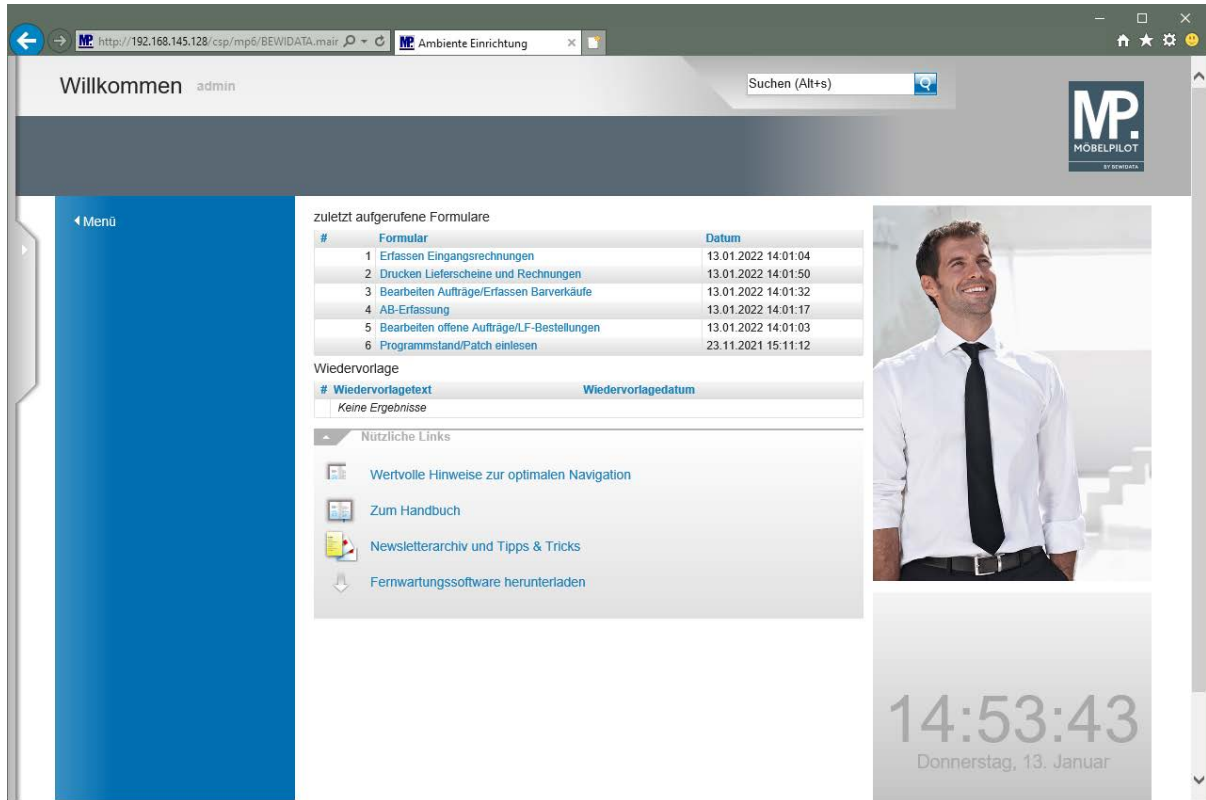 http://192.168.145.128/csp/mp6/BEWIDATA.mair
MP. Ambiente Einrichtung
Willkommen admin
Suchen (Alt+s)
MP.
MÖBELPILOT
BY BEWIDATA
Menü
zuletzt aufgerufene Formulare
# Formular Datum
1 Erfassen Eingangsrechnungen 13.01.2022 14:01:04
2 Drucken Lieferscheine und Rechnungen 13.01.2022 14:01:50
3 Bearbeiten Aufträge/Erfassen Barverkäufe 13.01.2022 14:01:32
4 AB-Erfassung 13.01.2022 14:01:17
5 Bearbeiten offene Aufträge/LF-Bestellungen 13.01.2022 14:01:03
6 Programmstand/Patch einlesen 23.11.2021 15:11:12
Wiedervorlage
# Wiedervorlagetext Wiedervorlagedatum
Keine Ergebnisse
Nützliche Links
Wertvolle Hinweise zur optimalen Navigation
Zum Handbuch
Newsletterarchiv und Tipps & Tricks
Fernwartungssoftware herunterladen
14:53:43
Donnerstag, 13. Januar